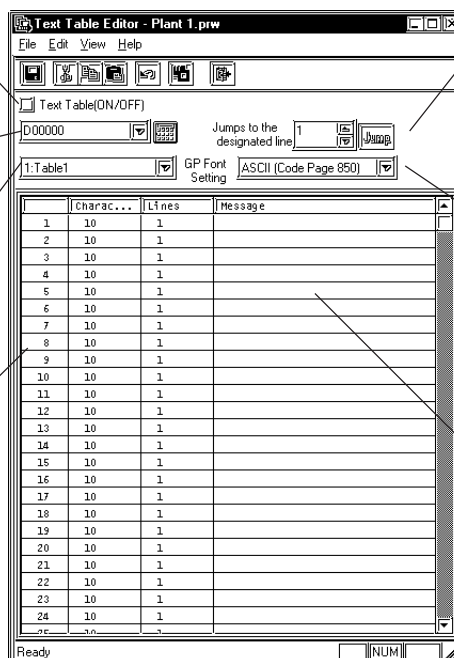 Text Table Editor - Plant 1.prw
File Edit View Help
Text Table(ON/OFF)
D00000
Jumps to the designated line
1
Jump
1:Table1
GP Font Setting
ASCII (Code Page 850)
Charac... Lines Message
1 10 1
2 10 1
3 10 1
4 10 1
5 10 1
6 10 1
7 10 1
8 10 1
9 10 1
10 10 1
11 10 1
12 10 1
13 10 1
14 10 1
15 10 1
16 10 1
17 10 1
18 10 1
19 10 1
20 10 1
21 10 1
22 10 1
23 10 1
24 10 1
25 10 1
Ready NUM